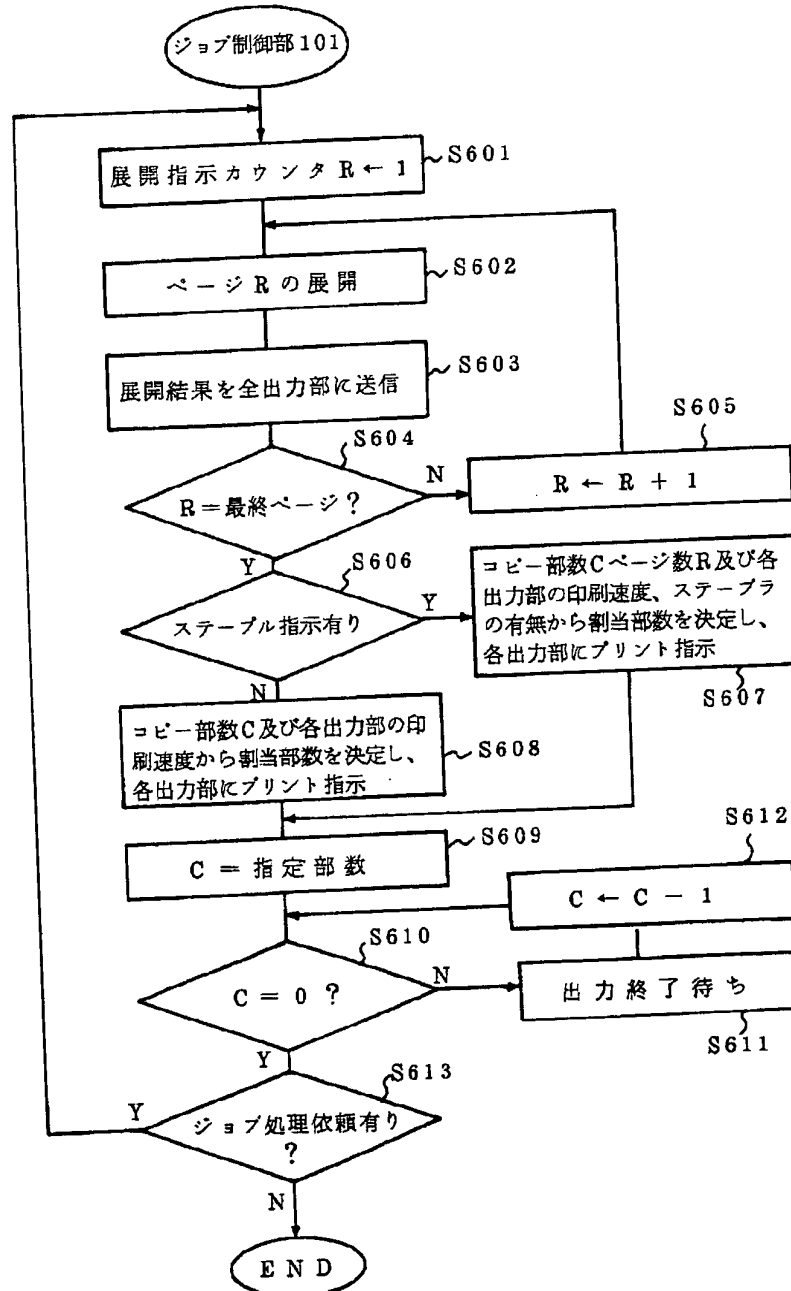 ジョブ制御部101
展開指示カウンタR←1
S601
ページRの展開
S602
展開結果を全出力部に送信
S603
S604
R=最終ページ?
N
S605
R←R+1
Y
S606
ステープル指示有り
Y
コピー部数Cページ数R及び各
出力部の印刷速度、ステープラ
の有無から割当部数を決定し、
各出力部にプリント指示
S607
N
コピー部数C及び各出力部の印
刷速度から割当部数を決定し、
各出力部にプリント指示
S608
C=指定部数
S609
S612
C←C-1
S610
C=0?
N
出力終了待ち
S611
Y
S613
Y
ジョブ処理依頼有り
?
N
END